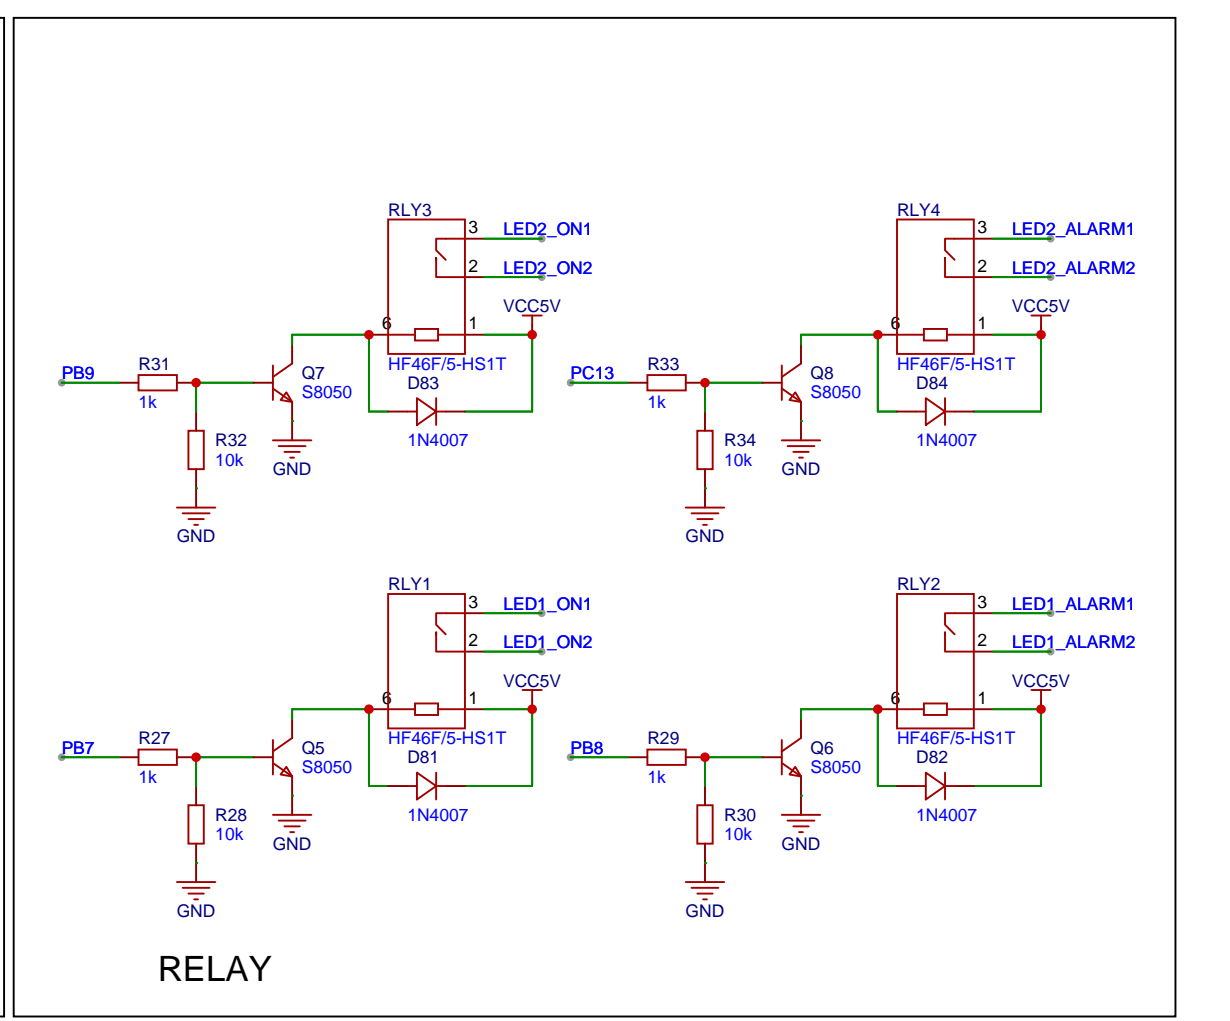 RLY3
3 LED2_ON1
2 LED2_ON2
VCC5V
6 1
HF46F/5-HS1T
PB9
R31
1k
Q7
S8050
D83
1N4007
R32
10k
GND
GND
RLY4
3 LED2_ALARM1
2 LED2_ALARM2
VCC5V
6 1
HF46F/5-HS1T
PC13
R33
1k
Q8
S8050
D84
1N4007
R34
10k
GND
GND
RLY1
3 LED1_ON1
2 LED1_ON2
VCC5V
6 1
HF46F/5-HS1T
PB7
R27
1k
Q5
S8050
D81
1N4007
R28
10k
GND
GND
RLY2
3 LED1_ALARM1
2 LED1_ALARM2
VCC5V
6 1
HF46F/5-HS1T
PB8
R29
1k
Q6
S8050
D82
1N4007
R30
10k
GND
GND
RELAY